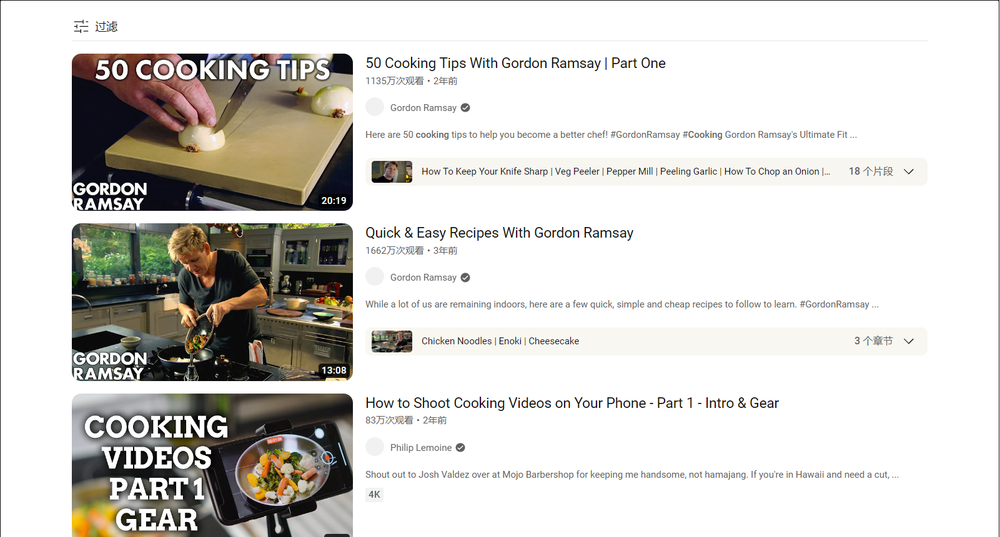 过滤
50 COOKING TIPS
GORDON
RAMSAY
20:19
50 Cooking Tips With Gordon Ramsay | Part One
1135万次观看 • 2年前
Gordon Ramsay
Here are 50 cooking tips to help you become a better chef! #GordonRamsay #Cooking Gordon Ramsay's Ultimate Fit ...
How To Keep Your Knife Sharp | Veg Peeler | Pepper Mill | Peeling Garlic | How To Chop an Onion |...
18 个片段
GORDON
RAMSAY
13:08
Quick & Easy Recipes With Gordon Ramsay
1662万次观看 • 3年前
Gordon Ramsay
While a lot of us are remaining indoors, here are a few quick, simple and cheap recipes to follow to learn. #GordonRamsay ...
Chicken Noodles | Enoki | Cheesecake
3 个章节
COOKING
VIDEOS
PART 1
GEAR
How to Shoot Cooking Videos on Your Phone - Part 1 - Intro & Gear
83万次观看 • 2年前
Philip Lemoine
Shout out to Josh Valdez over at Mojo Barbershop for keeping me handsome, not hamajang. If you're in Hawaii and need a cut, ...
4K